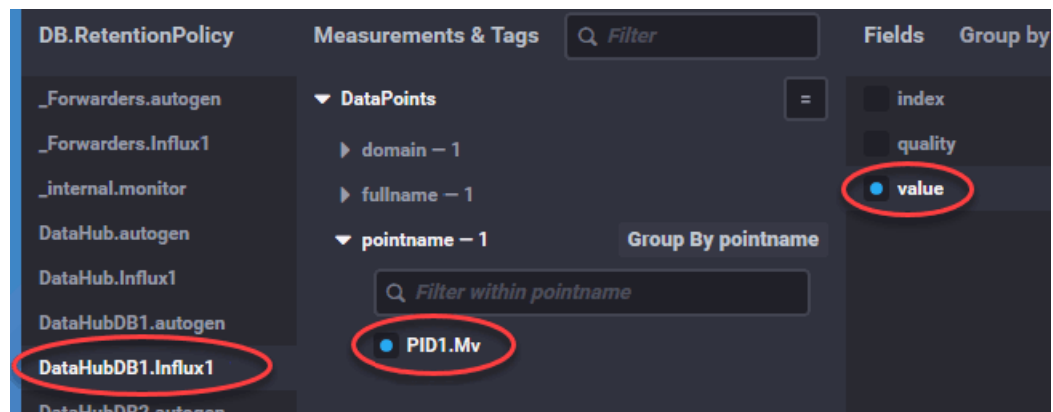 DB.RetentionPolicy
_Forwarders.autogen
_Forwarders.Influx1
_internal.monitor
DataHub.autogen
DataHub.Influx1
DataHubDB1.autogen
DataHubDB1.Influx1
DataHubDB2.autogen
Measurements & Tags
Filter
DataPoints
=
domain — 1
fullname — 1
pointname — 1
Group By pointname
Filter within pointname
PID1.Mv
Fields
Group by
index
quality
value